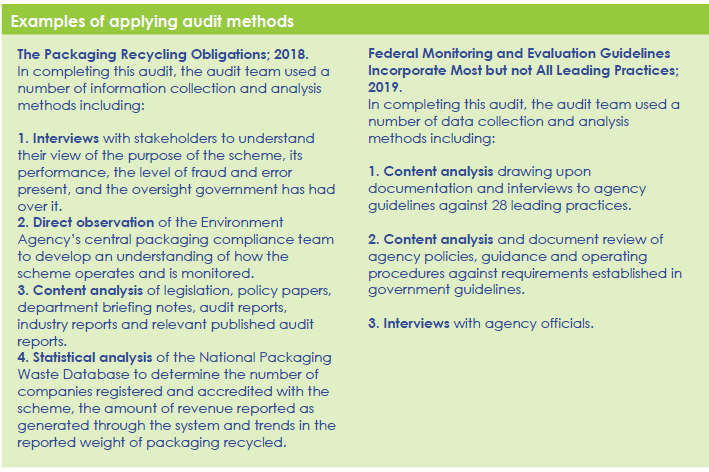 Examples of applying audit methods
The Packaging Recycling Obligations; 2018.
In completing this audit, the audit team used a
number of information collection and analysis
methods including:
1. Interviews with stakeholders to understand
their view of the purpose of the scheme, its
performance, the level of fraud and error
present, and the oversight government has had
over it.
2. Direct observation of the Environment
Agency's central packaging compliance team
to develop an understanding of how the
scheme operates and is monitored.
3. Content analysis of legislation, policy papers,
department briefing notes, audit reports,
industry reports and relevant published audit
reports.
4. Statistical analysis of the National Packaging
Waste Database to determine the number of
companies registered and accredited with the
scheme, the amount of revenue reported as
generated through the system and trends in the
reported weight of packaging recycled.
Federal Monitoring and Evaluation Guidelines
Incorporate Most but not All Leading Practices;
2019.
In completing this audit, the audit team used a
number of data collection and analysis
methods including:
1. Content analysis drawing upon
documentation and interviews to agency
guidelines against 28 leading practices.
2. Content analysis and document review of
agency policies, guidance and operating
procedures against requirements established in
government guidelines.
3. Interviews with agency officials.